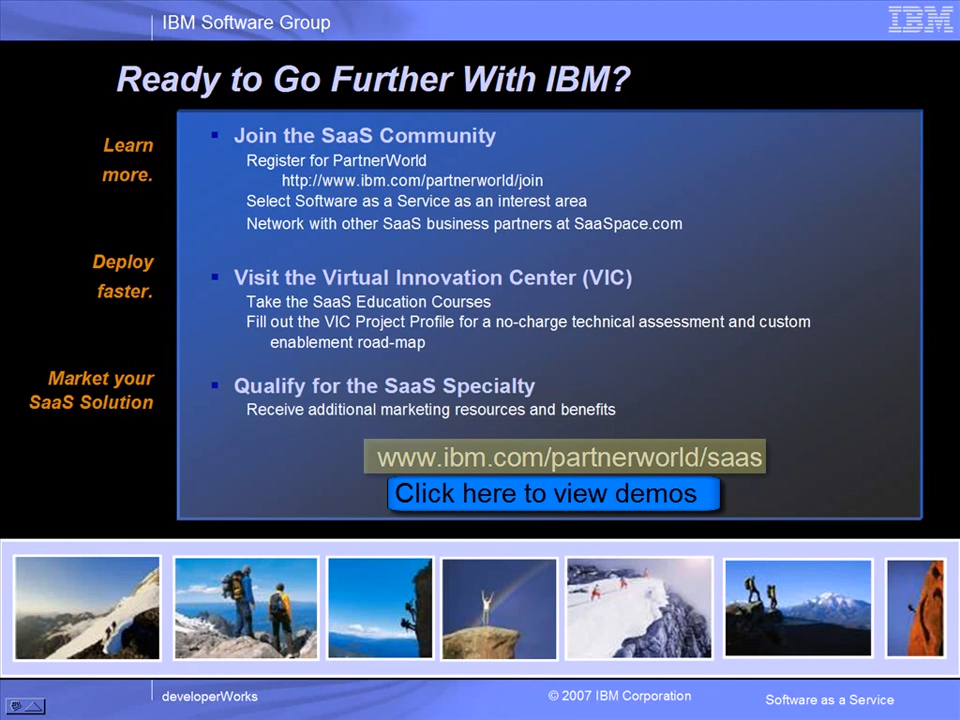 IBM Software Group
IBM
Ready to Go Further With IBM?
Learn
more.
Join the SaaS Community
Register for PartnerWorld
http://www.ibm.com/partnerworld/join
Select Software as a Service as an interest area
Network with other SaaS business partners at SaaSpace.com
Deploy
faster.
Visit the Virtual Innovation Center (VIC)
Take the SaaS Education Courses
Fill out the VIC Project Profile for a no-charge technical assessment and custom
enablement road-map
Market your
SaaS Solution
Qualify for the SaaS Specialty
Receive additional marketing resources and benefits
www.ibm.com/partnerworld/saas
Click here to view demos
developerWorks
© 2007 IBM Corporation
Software as a Service